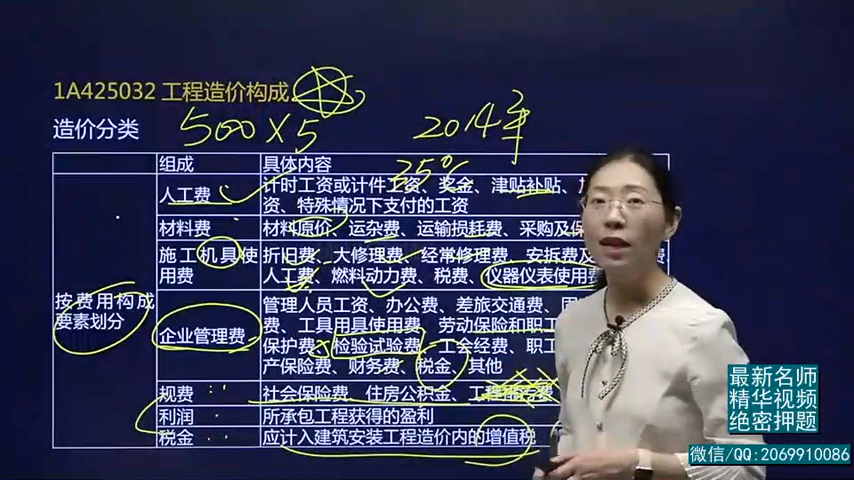 1A425032 工程造价构成
造价分类 500×5 2014年
组成 具体内容 25℃
人工费 计时工资或计件工资、奖金、津贴补贴、
资、特殊情况下支付的工资
材料费 材料原价、运杂费、运输损耗费、采购及保
施工机具使用费 折旧费、大修理费、经常修理费、安拆费及 费、
人工费、燃料动力费、税费、仪器仪表使用费
按费用构成要素划分
企业管理费 管理人员工资、办公费、差旅交通费、
费、工具用具使用费、劳动保险和职工
保护费、检验试验费、工会经费、职工
产保险费、财务费、税金、其他
规费 社会保险费、住房公积金、
利润 所承包工程获得的盈利
税金 应计入建筑安装工程造价内的增值税
最新名师
精华视频
绝密押题
微信/QQ:2069910086